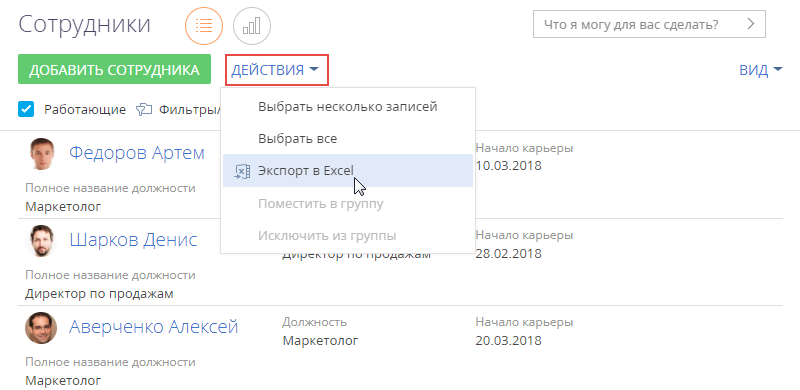 Сотрудники
Что я могу для вас сделать?
ДОБАВИТЬ СОТРУДНИКА
ДЕЙСТВИЯ
ВИД
Работающие
Фильтры/
Выбрать несколько записей
Выбрать все
Экспорт в Excel
Поместить в группу
Исключить из группы
Федоров Артем
Начало карьеры
10.03.2018
Полное название должности
Маркетолог
Шарков Денис
Начало карьеры
Директор по продажам
28.02.2018
Полное название должности
Директор по продажам
Аверченко Алексей
Должность
Начало карьеры
Маркетолог
20.03.2018
Полное название должности
Маркетолог